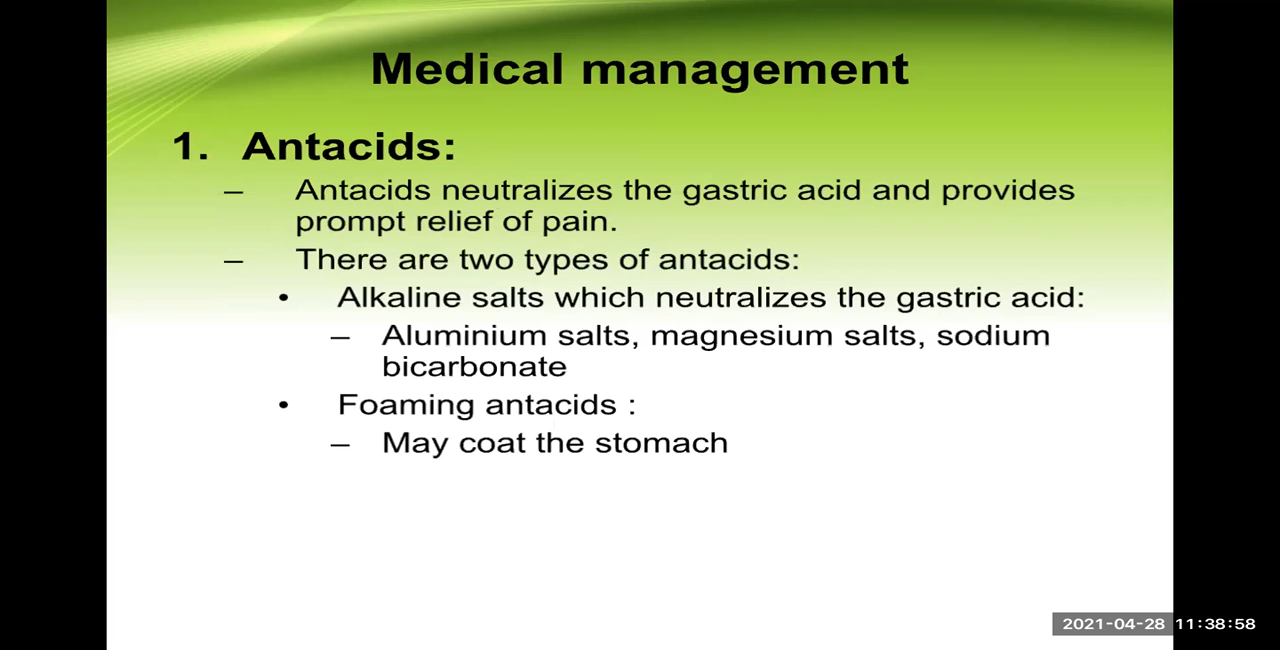 Medical management
1. Antacids:
– Antacids neutralizes the gastric acid and provides
prompt relief of pain.
– There are two types of antacids:
• Alkaline salts which neutralizes the gastric acid:
– Aluminium salts, magnesium salts, sodium
bicarbonate
• Foaming antacids :
– May coat the stomach
2021-04-28 11:38:58